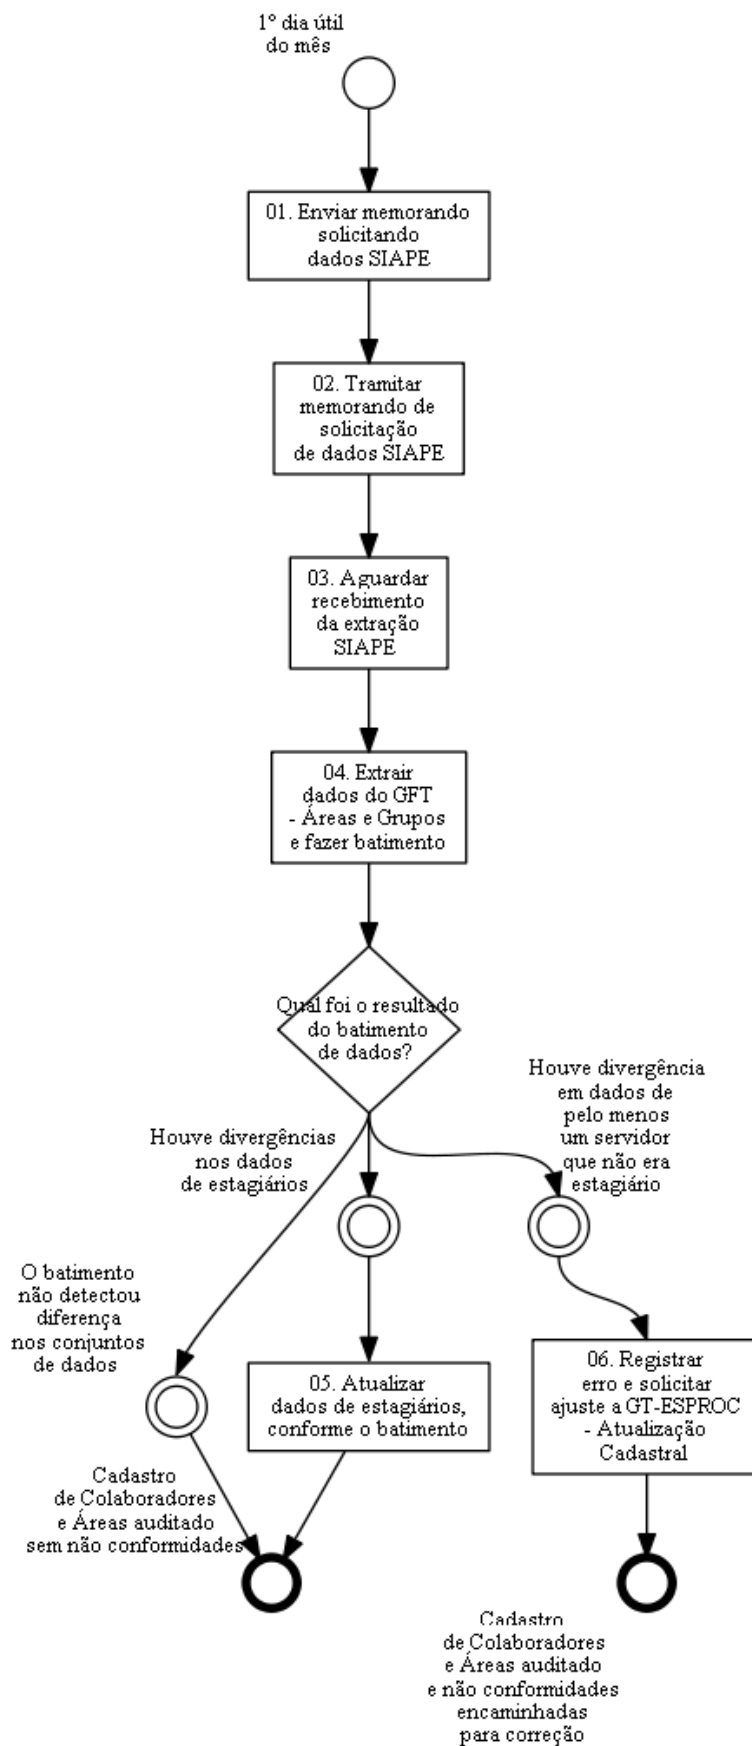 1º dia útil
do mês
01. Enviar memorando
solicitando
dados SIAPE
02. Tramitar
memorando de
solicitação
de dados SIAPE
03. Aguardar
recebimento
da extração
SIAPE
04. Extrair
dados do GFT
- Áreas e Grupos
e fazer batimento
Qual foi o resultado
do batimento
de dados?
Houve divergência
em dados de
pelo menos
um servidor
que não era
estagiário
Houve divergências
nos dados
de estagiários
O batimento
não detectou
diferença
nos conjuntos
de dados
05. Atualizar
dados de estagiários,
conforme o batimento
06. Registrar
erro e solicitar
ajuste a GT-ESPROC
- Atualização
Cadastral
Cadastro
de Colaboradores
e Áreas auditado
sem não conformidades
Cadastro
de Colaboradores
e Áreas auditado
e não conformidades
encaminhadas
para correção